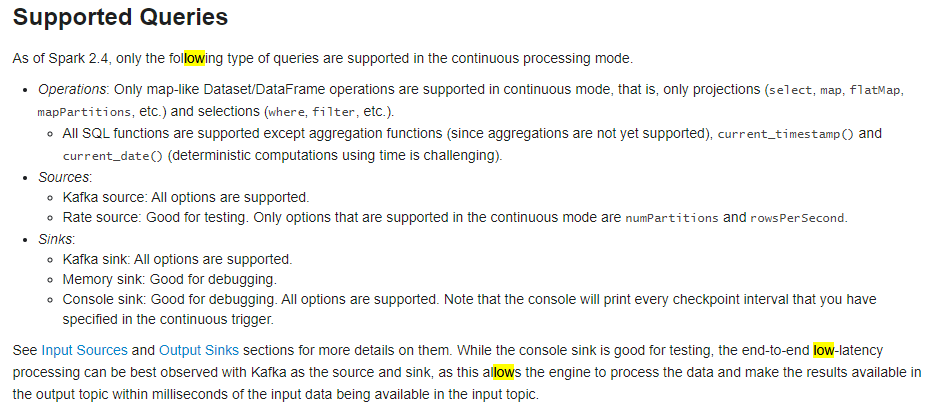 Supported Queries
As of Spark 2.4, only the following type of queries are supported in the continuous processing mode.
• Operations: Only map-like Dataset/DataFrame operations are supported in continuous mode, that is, only projections (select, map, flatMap,
mapPartitions, etc.) and selections (where, filter, etc.).
◦ All SQL functions are supported except aggregation functions (since aggregations are not yet supported), current_timestamp() and
current_date() (deterministic computations using time is challenging).
• Sources:
◦ Kafka source: All options are supported.
◦ Rate source: Good for testing. Only options that are supported in the continuous mode are numPartitions and rowsPerSecond.
• Sinks:
◦ Kafka sink: All options are supported.
◦ Memory sink: Good for debugging.
◦ Console sink: Good for debugging. All options are supported. Note that the console will print every checkpoint interval that you have
specified in the continuous trigger.
See Input Sources and Output Sinks sections for more details on them. While the console sink is good for testing, the end-to-end low-latency
processing can be best observed with Kafka as the source and sink, as this allows the engine to process the data and make the results available in
the output topic within milliseconds of the input data being available in the input topic.